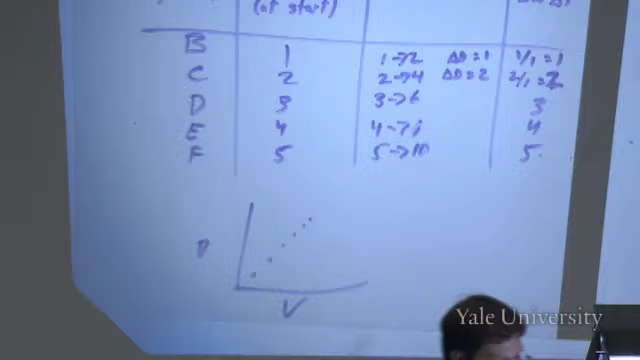 (at start)
B 1 1→2 ΔD=1 1/1=1
C 2 2→4 ΔD=2 2/1=2
D 3 3→6 3
E 4 4→ 4
F 5 5→10 5
D
V
Yale University